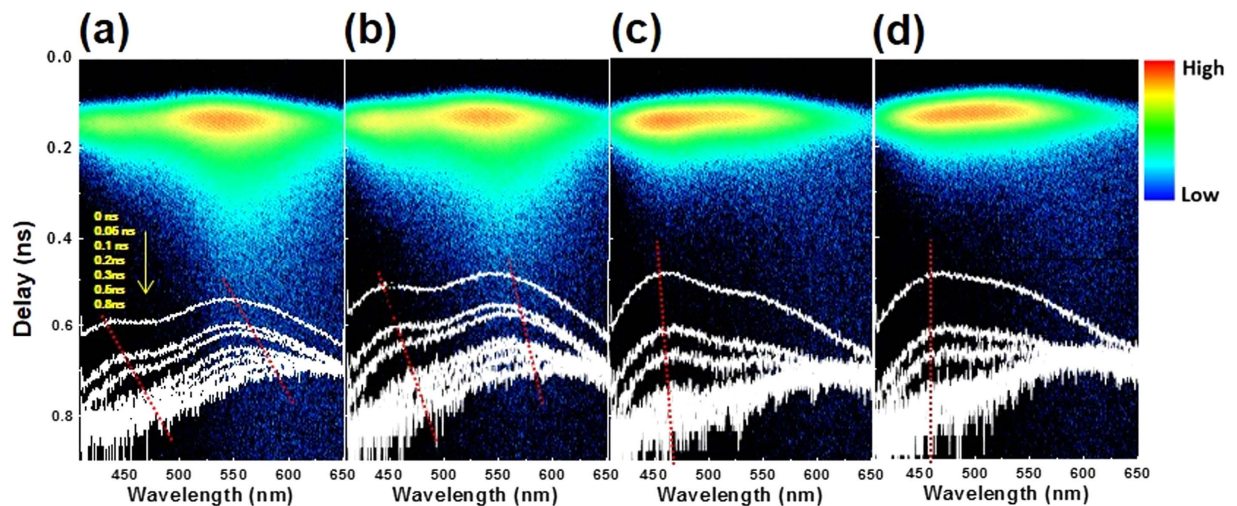 (a) (b) (c) (d)
0.0
0.2
0.4
0.6
0.8
Delay (ns)
0 ns
0.05 ns
0.1 ns
0.2ns
0.3ns
0.5ns
0.8ns
High
Low
450 500 550 600 650 450 500 550 600 650 450 500 550 600 650 450 500 550 600 650
Wavelength (nm) Wavelength (nm) Wavelength (nm) Wavelength (nm)